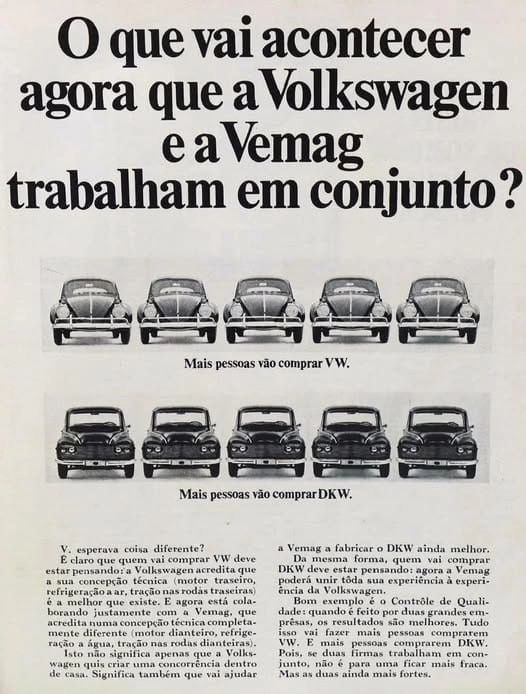 O que vai acontecer
agora que a Volkswagen
e a Vemag
trabalham em conjunto?
Mais pessoas vão comprar VW.
Mais pessoas vão comprar DKW.
V. esperava coisa diferente?
É claro que quem vai comprar VW deve
estar pensando: a Volkswagen acredita que
a sua concepção técnica (motor traseiro,
refrigeração a ar, tração nas rodas traseiras)
é a melhor que existe. E agora está cola-
borando justamente com a Vemag, que
acredita numa concepção técnica completa-
mente diferente (motor dianteiro, refrige-
ração a água, tração nas rodas dianteiras).
Isto não significa apenas que a Volks-
wagen quis criar uma concorrência dentro
de casa. Significa também que vai ajudar
a Vemag a fabricar o DKW ainda melhor.
Da mesma forma, quem vai comprar
DKW deve estar pensando: agora a Vemag
poderá unir tôda sua experiência à experi-
ência da Volkswagen.
Bom exemplo é o Contrôle de Quali-
dade: quando é feito por duas grandes em-
prêsas, os resultados são melhores. Tudo
isso vai fazer mais pessoas comprarem
VW. E mais pessoas comprarem DKW.
Pois, se duas firmas trabalham em con-
junto, não é para uma ficar mais fraca.
Mas as duas ainda mais fortes.